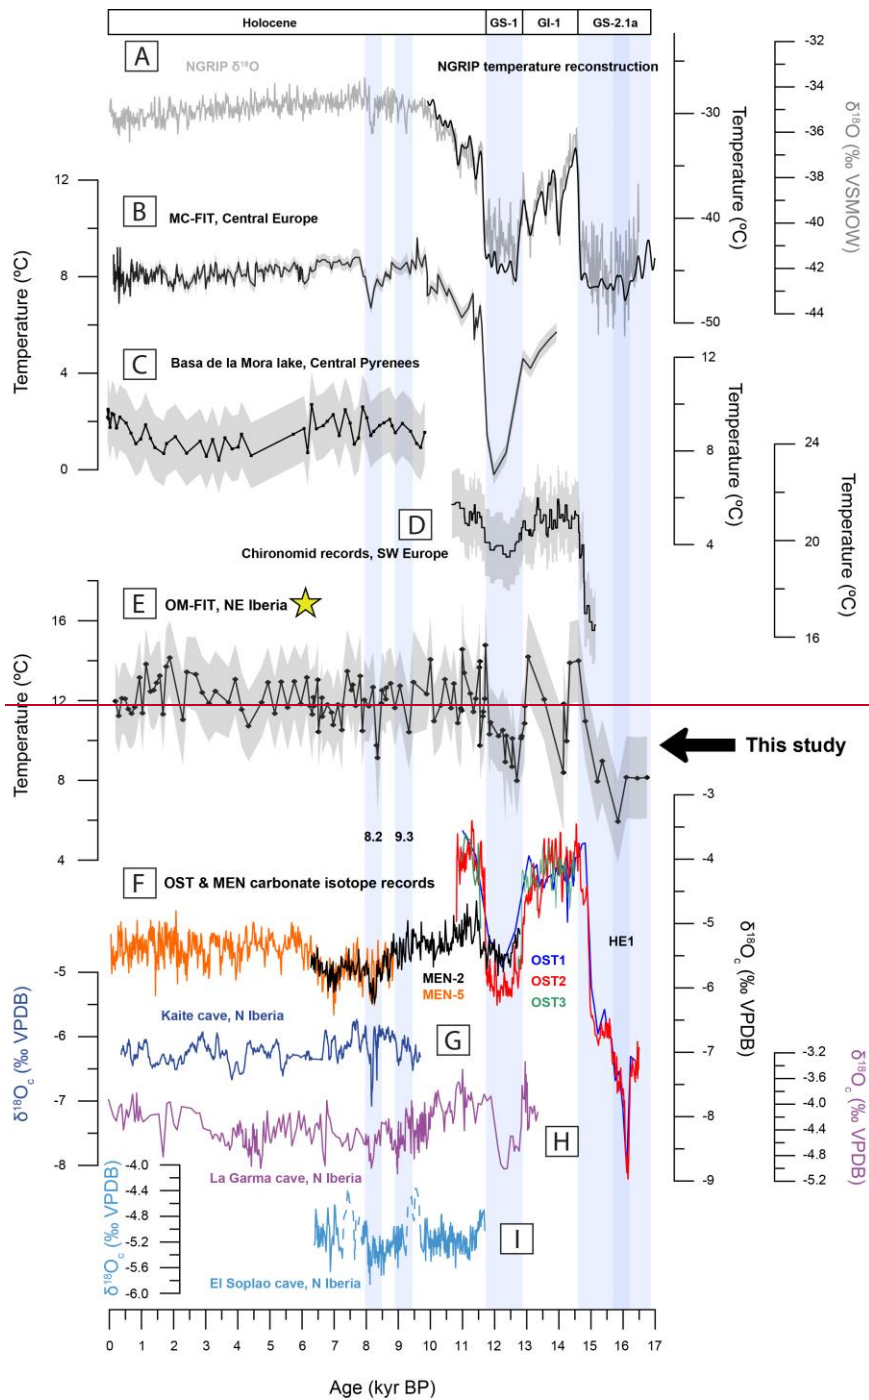 Holocene
GS-1
GI-1
GS-2.1a
A
NGRIP δ¹⁸O
NGRIP temperature reconstruction
-30
-40
-50
Temperature (ºC)
-32
-34
-36
-38
-40
-42
-44
δ¹⁸O (‰ VSMOW)
12
8
4
0
Temperature (ºC)
B
MC-FIT, Central Europe
C
Basa de la Mora lake, Central Pyrenees
12
8
4
Temperature (ºC)
D
Chironomid records, SW Europe
24
20
16
Temperature (ºC)
E
OM-FIT, NE Iberia
16
12
8
4
Temperature (ºC)
This study
8.2
9.3
F
OST & MEN carbonate isotope records
HE1
OST1
OST2
OST3
MEN-2
MEN-5
-3
-4
-5
-6
-7
-8
-9
δ¹⁸Oc (‰ VPDB)
-5
-6
-7
-8
δ¹⁸Oc (‰ VPDB)
Kaite cave, N Iberia
G
-3.2
-3.6
-4.0
-4.4
-4.8
-5.2
δ¹⁸Oc (‰ VPDB)
H
La Garma cave, N Iberia
-4.0
-4.4
-4.8
-5.2
-5.6
-6.0
δ¹⁸Oc (‰ VPDB)
I
El Soplao cave, N Iberia
0 1 2 3 4 5 6 7 8 9 10 11 12 13 14 15 16 17
Age (kyr BP)